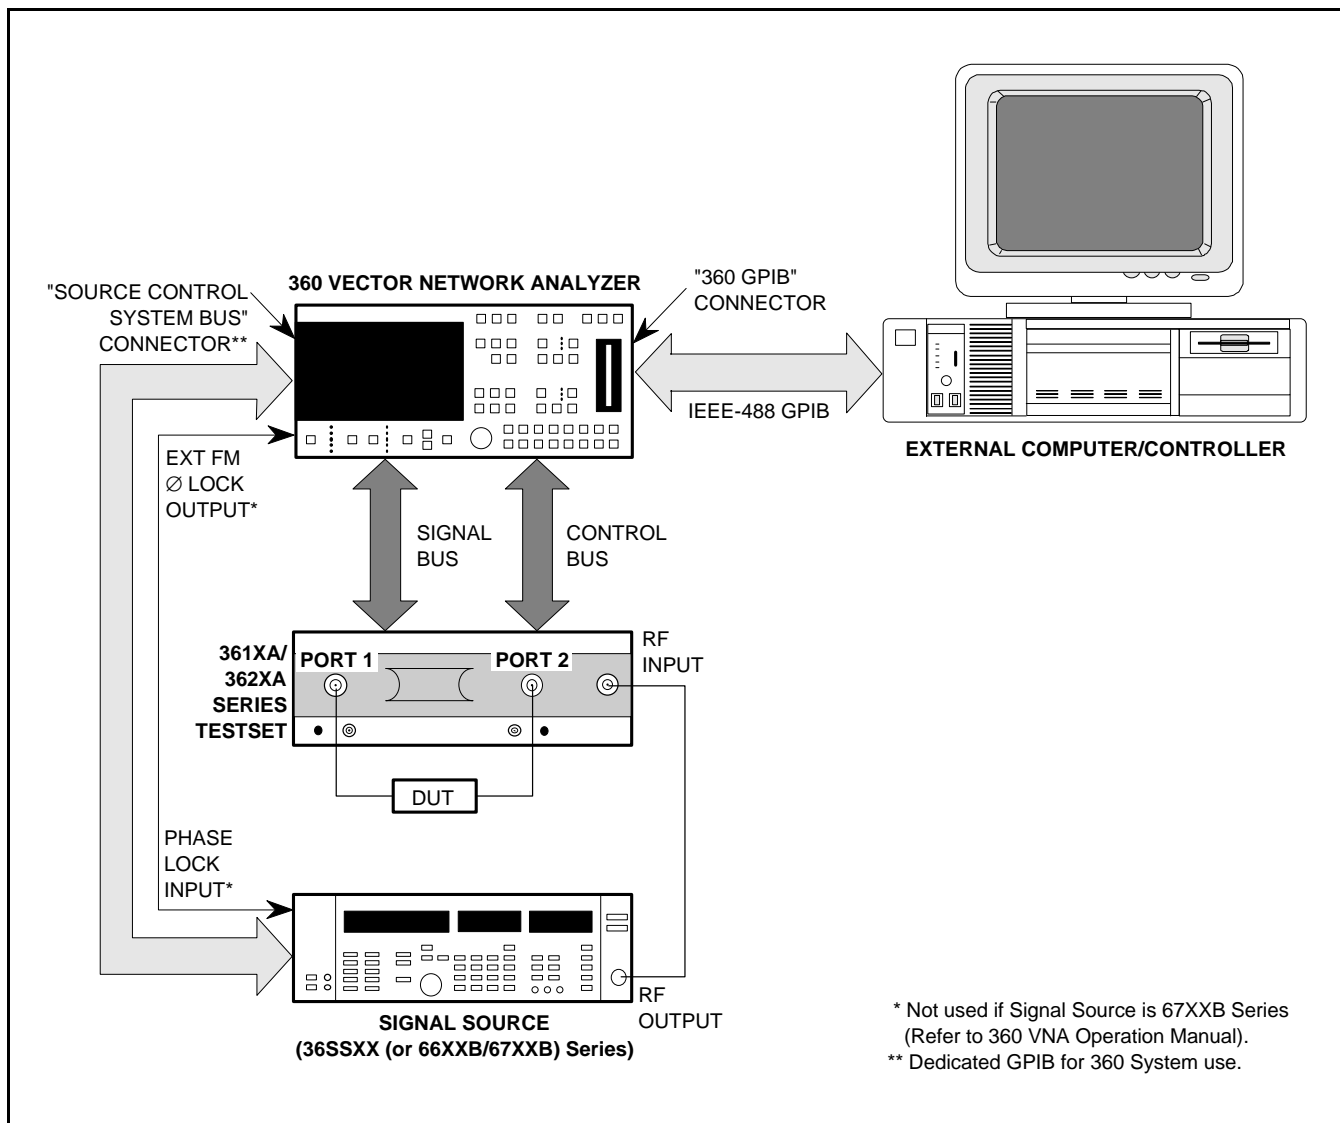 360 VECTOR NETWORK ANALYZER
"SOURCE CONTROL
SYSTEM BUS"
CONNECTOR**
"360 GPIB"
CONNECTOR
IEEE-488 GPIB
EXTERNAL COMPUTER/CONTROLLER
EXT FM
∅ LOCK
OUTPUT*
SIGNAL
BUS
CONTROL
BUS
361XA/
362XA
SERIES
TESTSET
PORT 1
PORT 2
RF
INPUT
DUT
PHASE
LOCK
INPUT*
RF
OUTPUT
SIGNAL SOURCE
(36SSXX (or 66XXB/67XXB) Series)
* Not used if Signal Source is 67XXB Series
(Refer to 360 VNA Operation Manual).
** Dedicated GPIB for 360 System use.